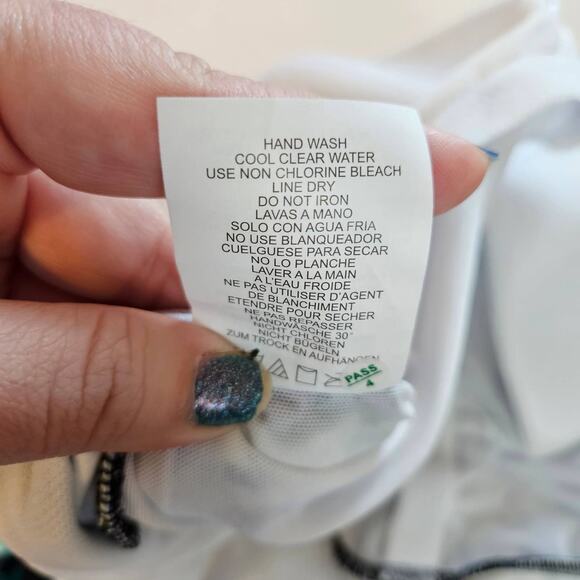 HAND WASH
COOL CLEAR WATER
USE NON CHLORINE BLEACH
LINE DRY
DO NOT IRON
LAVAS A MANO
SOLO CON AGUA FRIA
NO USE BLANQUEADOR
CUELGUESE PARA SECAR
NO LO PLANCHE
LAVER A LA MAIN
A L'EAU FROIDE
NE PAS UTILISER D'AGENT
DE BLANCHIMENT
ETENDRE POUR SECHER
NE PAS REPASSER
HANDWÄSCHE 30°
NICHT CHLOREN
NICHT BÜGELN
ZUM TROCK EN AUFHÄNGEN
PASS
4